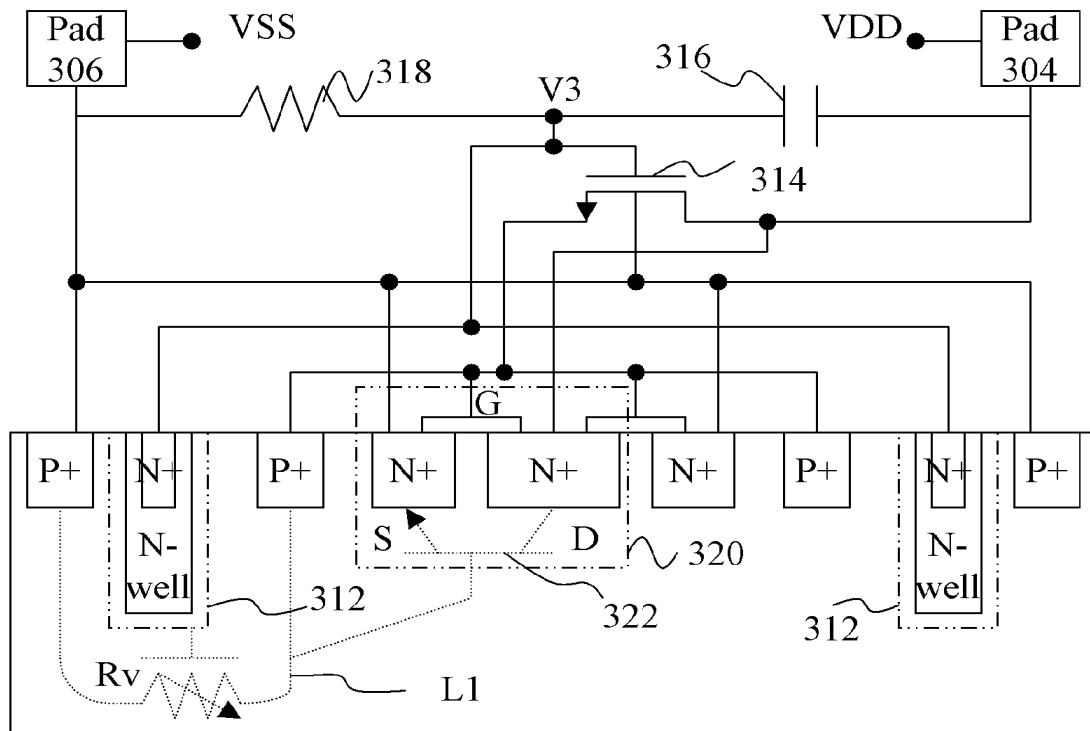 Pad
306
VSS
VDD
Pad
304
318
V3
316
314
G
P+
N+
P+
N+
N+
N+
P+
N+
P+
N-
well
S
D
320
N-
well
312
322
312
Rv
L1